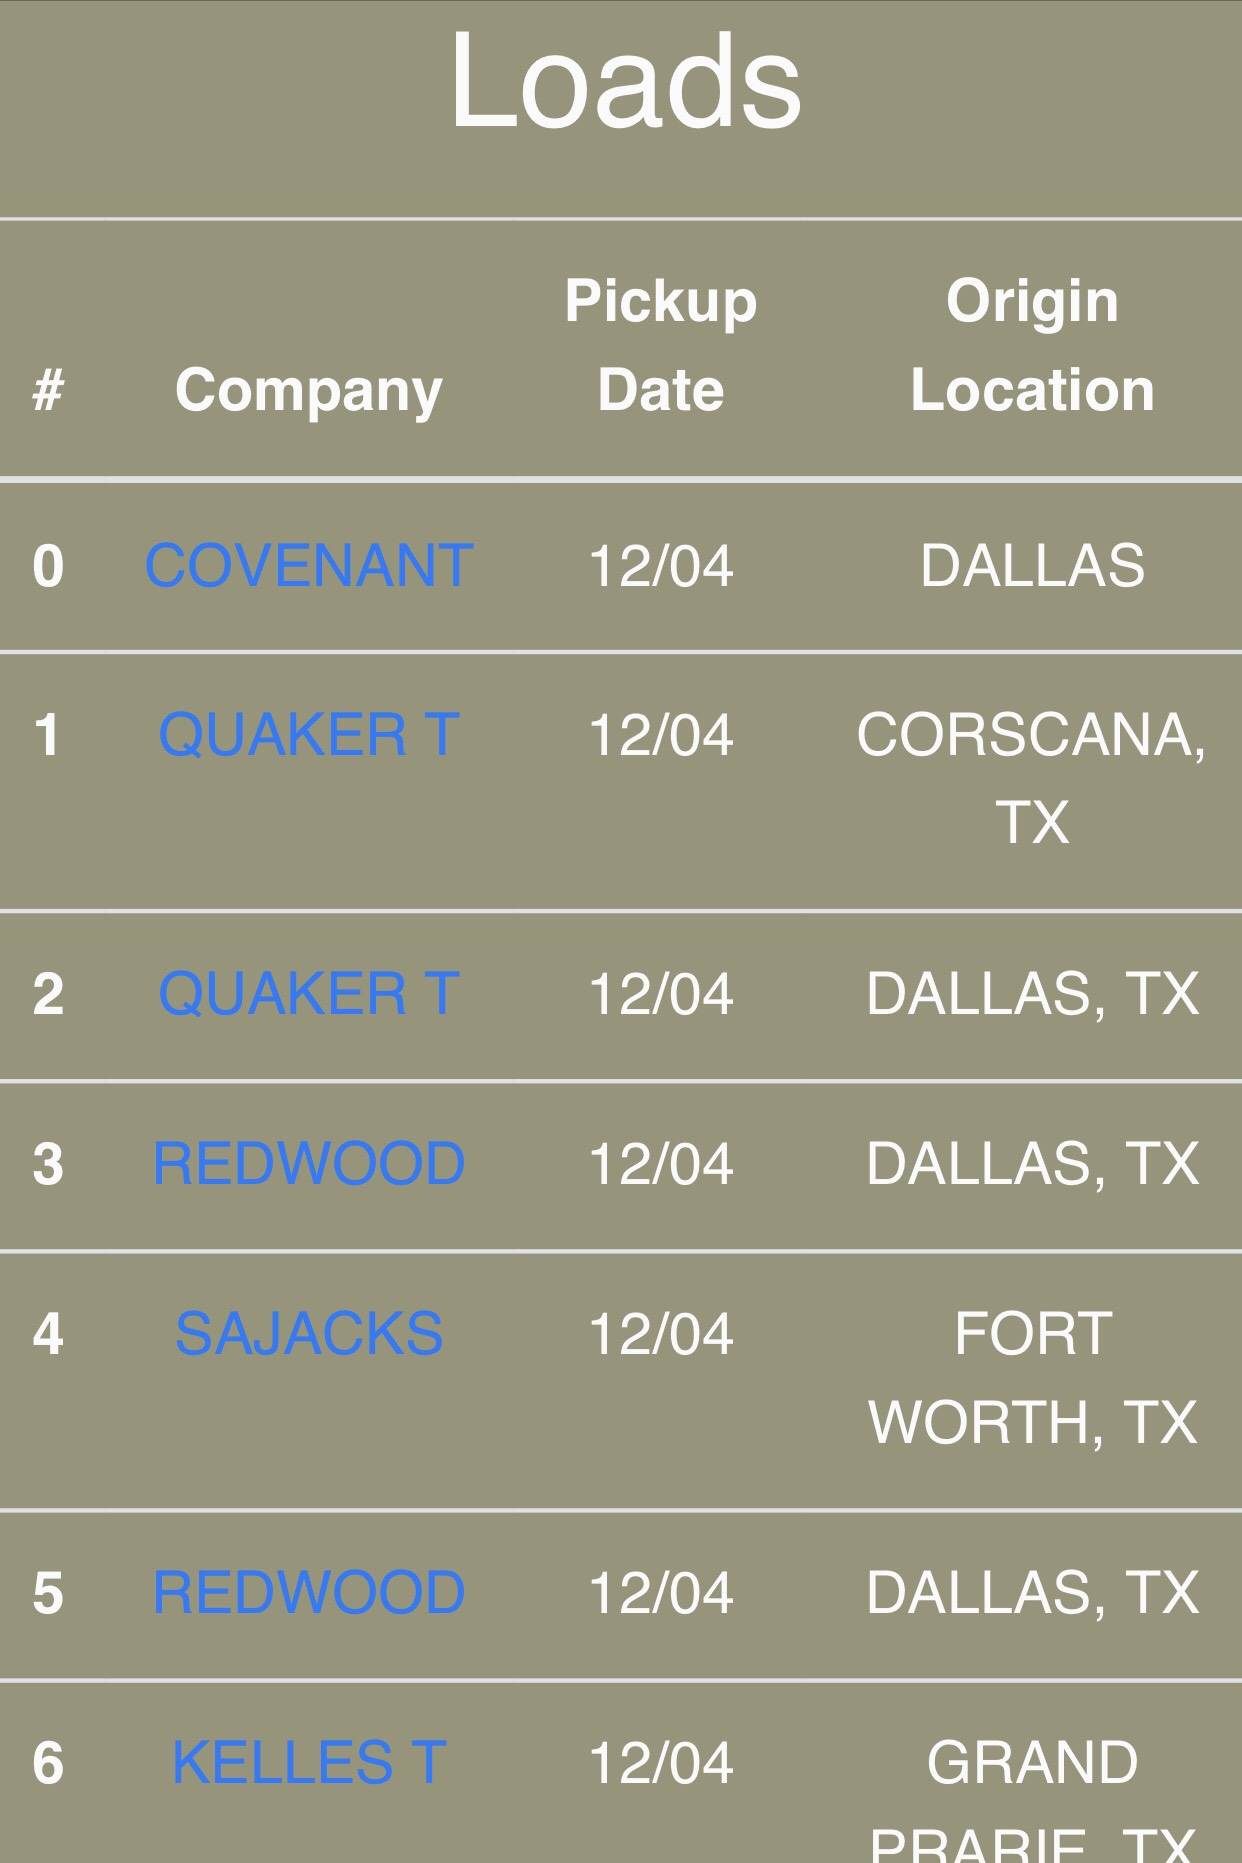 Loads
# Company Pickup Date Origin Location
0 COVENANT 12/04 DALLAS
1 QUAKER T 12/04 CORSCANA,
TX
2 QUAKER T 12/04 DALLAS, TX
3 REDWOOD 12/04 DALLAS, TX
4 SAJACKS 12/04 FORT
WORTH, TX
5 REDWOOD 12/04 DALLAS, TX
6 KELLES T 12/04 GRAND
PRARIE, TX